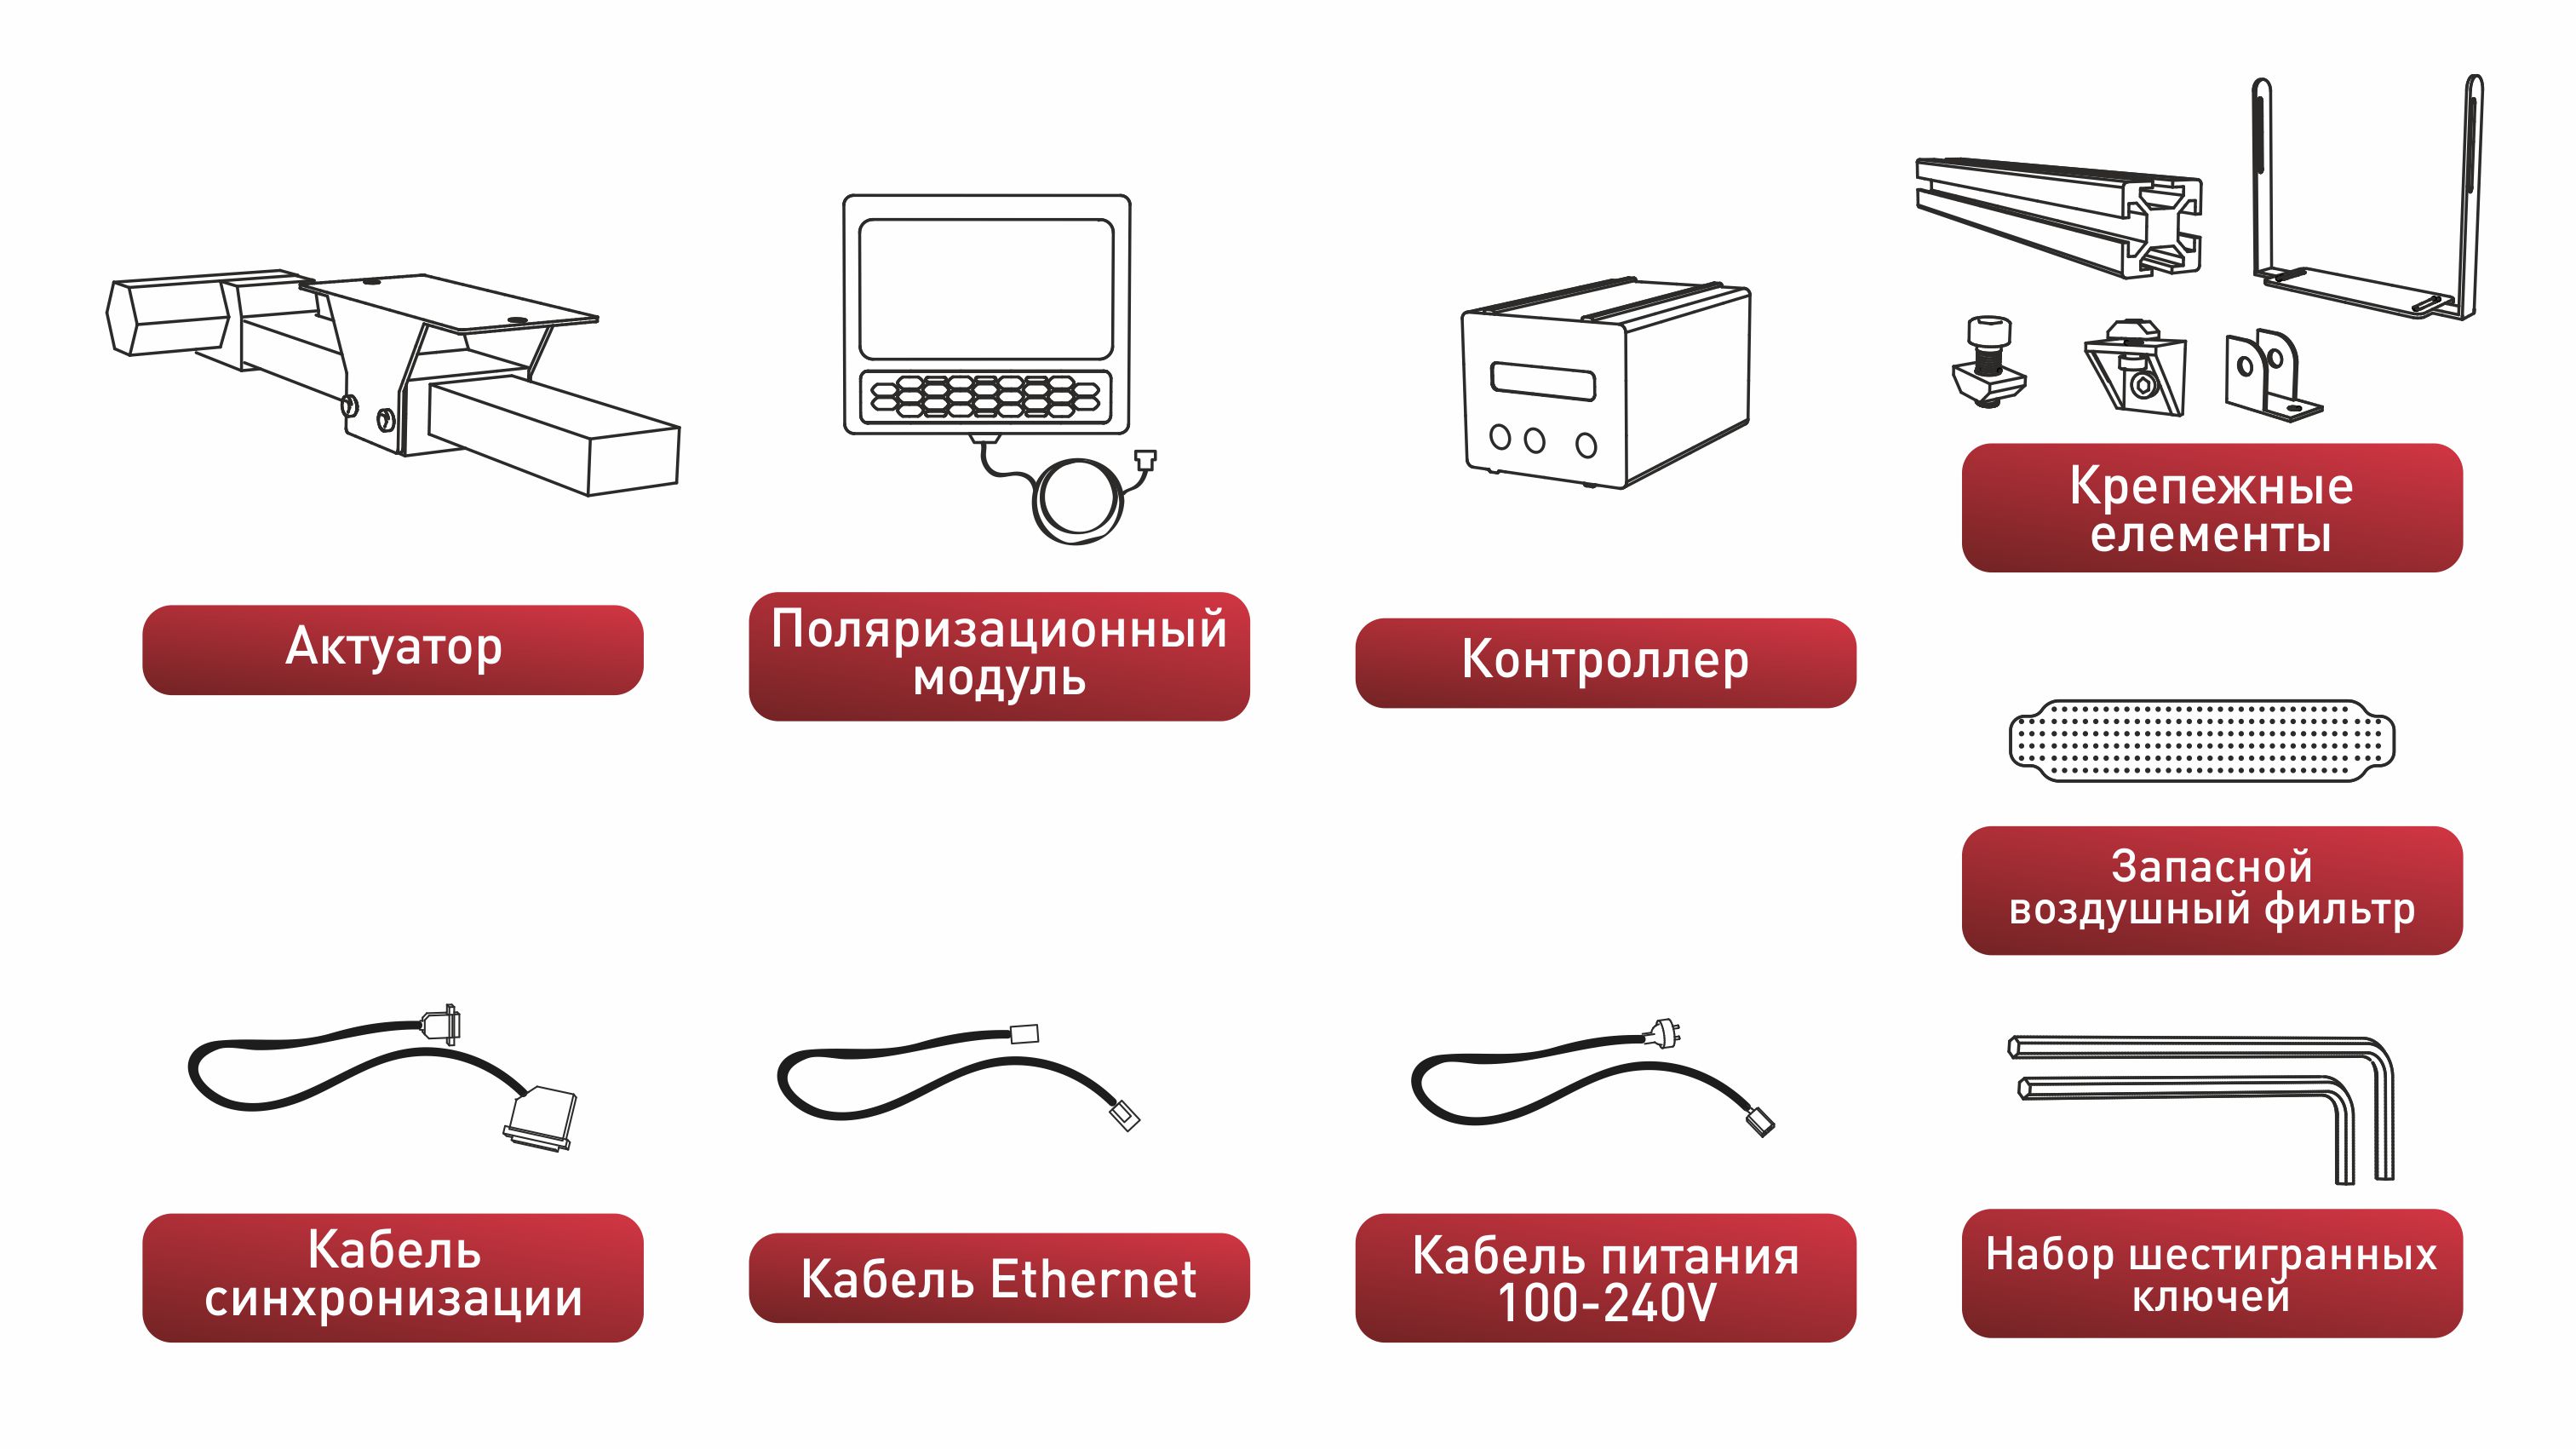 Актуатор
Поляризационный
модуль
Контроллер
Крепежные
елементы
Запасной
воздушный фильтр
Кабель
синхронизации
Кабель Ethernet
Кабель питания
100-240V
Набор шестигранных
ключей